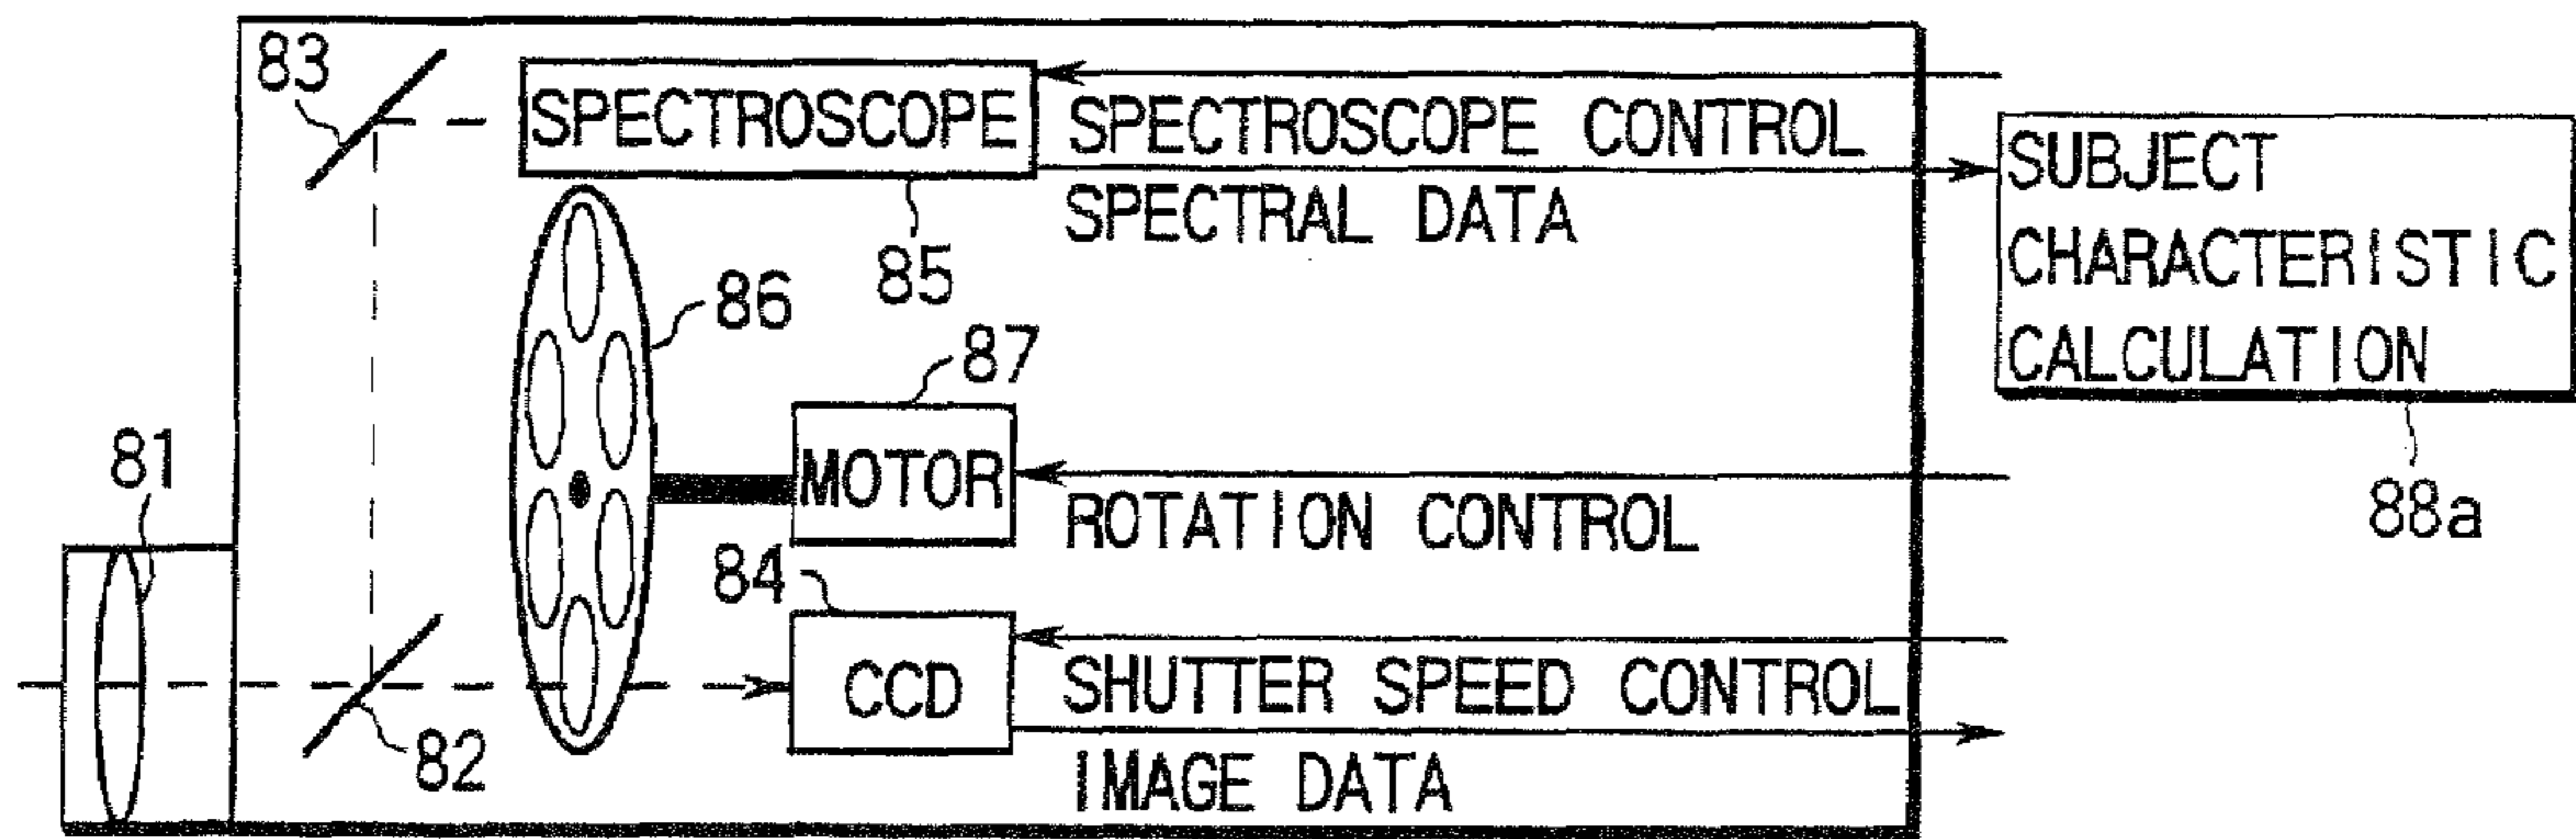 83
SPECTROSCOPE
SPECTROSCOPE CONTROL
SPECTRAL DATA
85
SUBJECT
CHARACTERISTIC
CALCULATION
88a
86
87
MOTOR
ROTATION CONTROL
81
84
CCD
SHUTTER SPEED CONTROL
IMAGE DATA
82